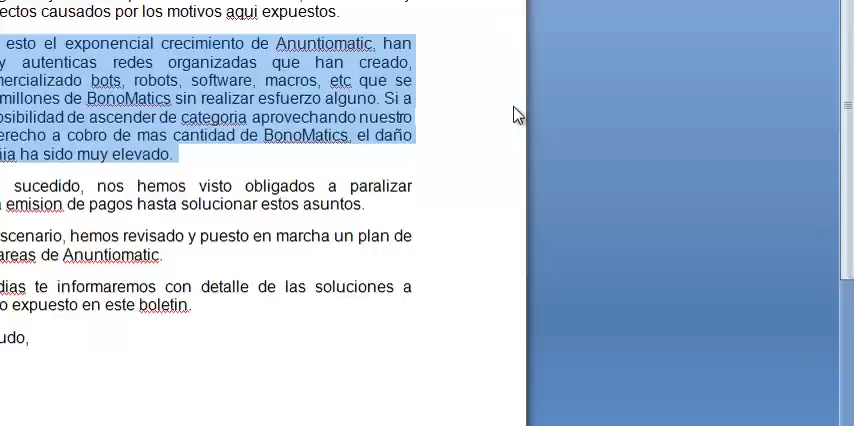 ectos causados por los motivos aqui expuestos.
esto el exponencial crecimiento de Anuntiomatic, han
y autenticas redes organizadas que han creado,
mercializado bots, robots, software, macros, etc que se
millones de BonoMatics sin realizar esfuerzo alguno. Si a
osibilidad de ascender de categoria aprovechando nuestro
erecho a cobro de mas cantidad de BonoMatics, el daño
ha sido muy elevado.
sucedido, nos hemos visto obligados a paralizar
a emision de pagos hasta solucionar estos asuntos.
scenario, hemos revisado y puesto en marcha un plan de
areas de Anuntiomatic.
dias te informaremos con detalle de las soluciones a
o expuesto en este boletin.
udo,